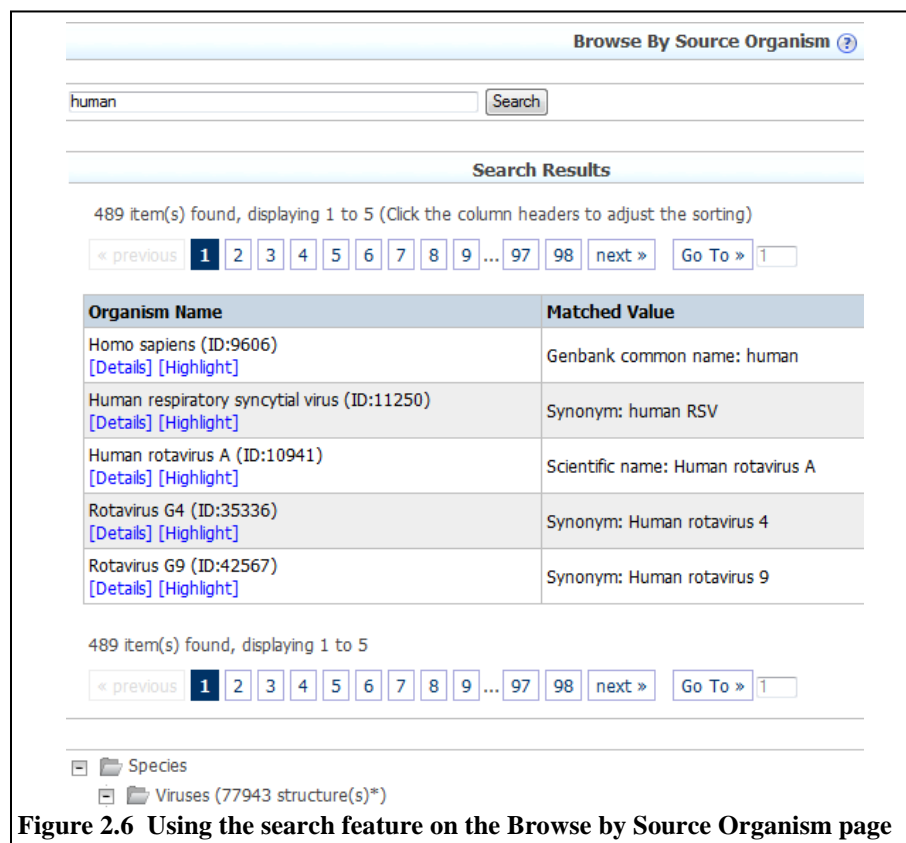 Browse By Source Organism ?
human Search
Search Results
489 item(s) found, displaying 1 to 5 (Click the column headers to adjust the sorting)
« previous 1 2 3 4 5 6 7 8 9 ... 97 98 next » Go To » 1
Organism Name Matched Value
Homo sapiens (ID:9606)
[Details] [Highlight]
Genbank common name: human
Human respiratory syncytial virus (ID:11250)
[Details] [Highlight]
Synonym: human RSV
Human rotavirus A (ID:10941)
[Details] [Highlight]
Scientific name: Human rotavirus A
Rotavirus G4 (ID:35336)
[Details] [Highlight]
Synonym: Human rotavirus 4
Rotavirus G9 (ID:42567)
[Details] [Highlight]
Synonym: Human rotavirus 9
489 item(s) found, displaying 1 to 5
« previous 1 2 3 4 5 6 7 8 9 ... 97 98 next » Go To » 1
Species
Viruses (77943 structure(s)*)
Figure 2.6 Using the search feature on the Browse by Source Organism page